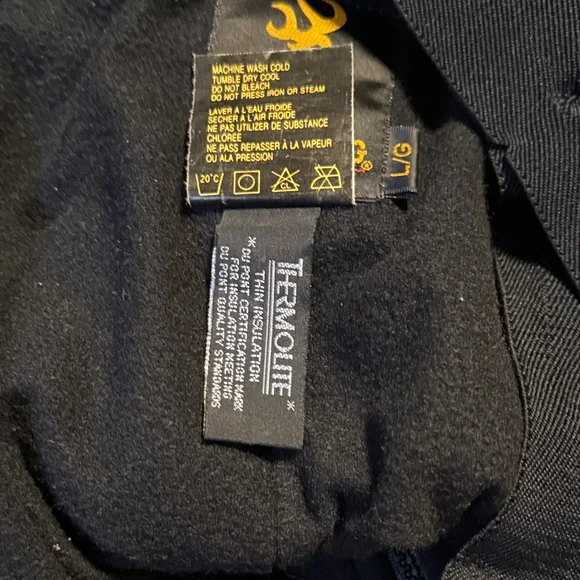 MACHINE WASH COLD
TUMBLE DRY COOL
DO NOT BLEACH
DO NOT PRESS IRON OR STEAM
LAVER A L'EAU FROIDE
SECHER A L'AIR FROIDE
NE PAS UTILIZER DE SUBSTANCE
CHLORÉE
NE PASS REPASSER À LA VAPEUR
OU ALA PRESSION
20°C
CL
G®
L/G
THERMOLITE*
THIN INSULATION
*DU PONT CERTIFICATION MARK
FOR INSULATION MEETING
DU PONT QUALITY STANDARDS